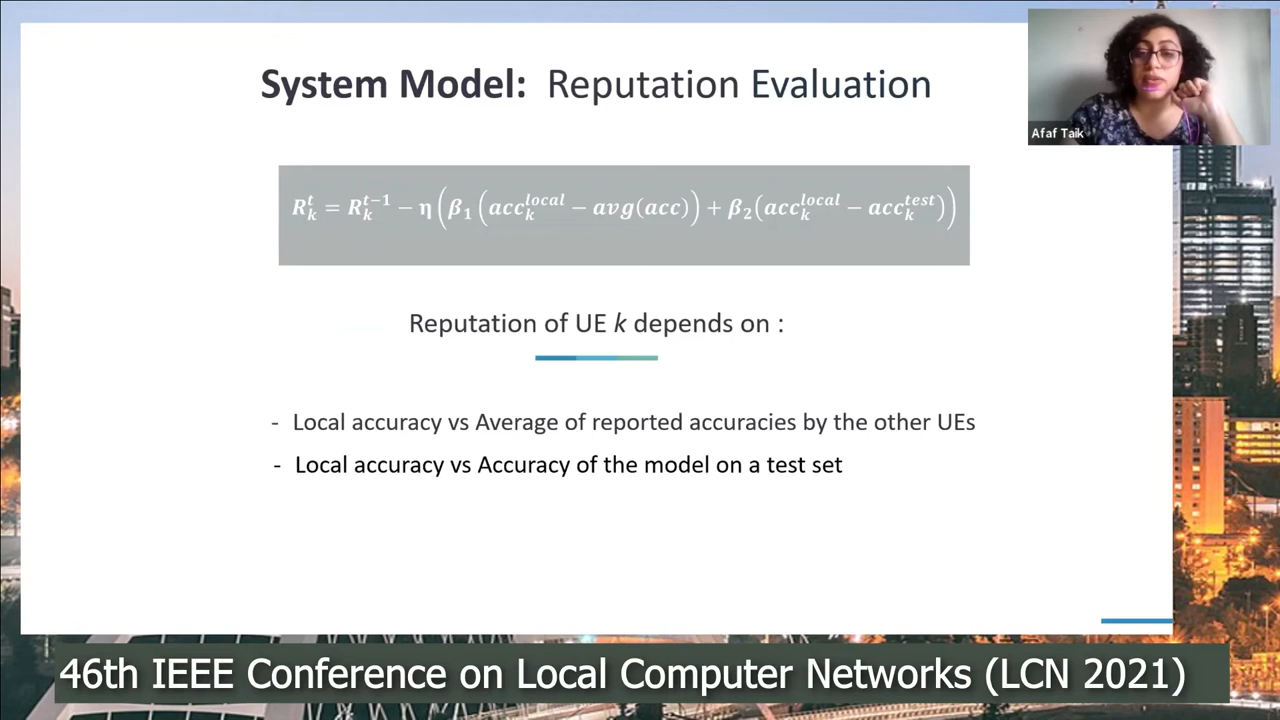 System Model: Reputation Evaluation
Afaf Taik
R_k^t = R_k^{t-1} − η(β_1(acc_k^{local} − avg(acc)) + β_2(acc_k^{local} − acc_k^{test}))
Reputation of UE k depends on :
- Local accuracy vs Average of reported accuracies by the other UEs
- Local accuracy vs Accuracy of the model on a test set
46th IEEE Conference on Local Computer Networks (LCN 2021)